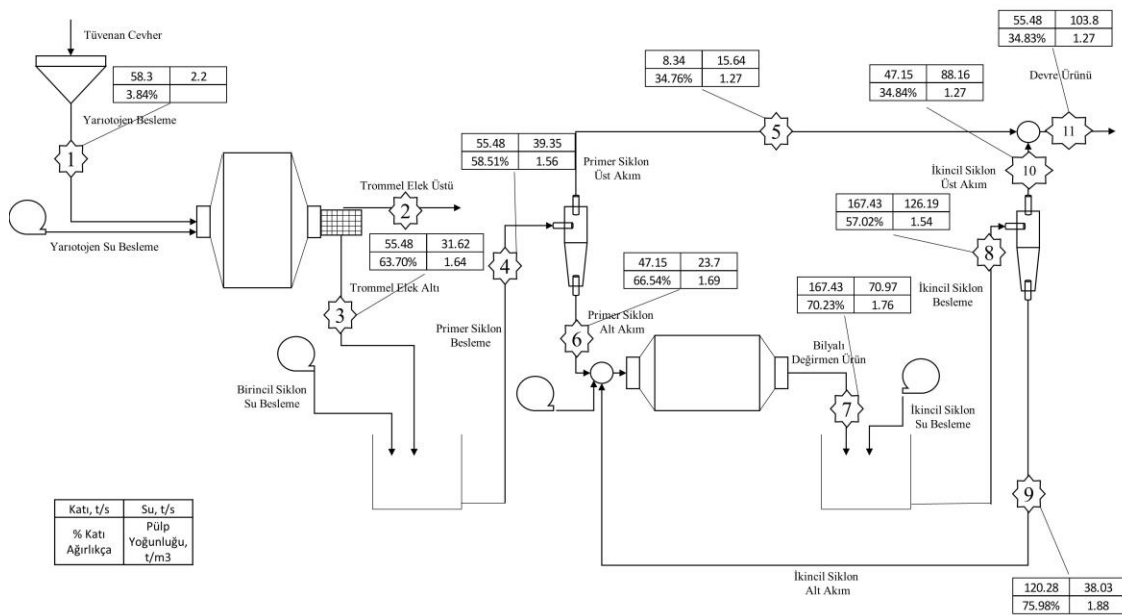 Tüvenan Cevher
58.3 2.2
3.84%
Yarıotojen Besleme
1
Yarıotojen Su Besleme
Trommel Elek Üstü
2
55.48 31.62
63.70% 1.64
Trommel Elek Altı
3
Birincil Siklon
Su Besleme
55.48 39.35
58.51% 1.56
4
Primer Siklon
Besleme
Primer Siklon
Üst Akım
8.34 15.64
34.76% 1.27
5
47.15 23.7
66.54% 1.69
Primer Siklon
Alt Akım
6
Bilyalı
Değirmen Ürün
167.43 70.97
70.23% 1.76
7
İkincil Siklon
Su Besleme
167.43 126.19
57.02% 1.54
8
İkincil Siklon
Besleme
47.15 88.16
34.84% 1.27
İkincil Siklon
Üst Akım
10
55.48 103.8
34.83% 1.27
Devre Ürünü
11
9
İkincil Siklon
Alt Akım
120.28 38.03
75.98% 1.88
Katı, t/s Su, t/s
% Katı
Ağırlıkça
Pülp
Yoğunluğu,
t/m3